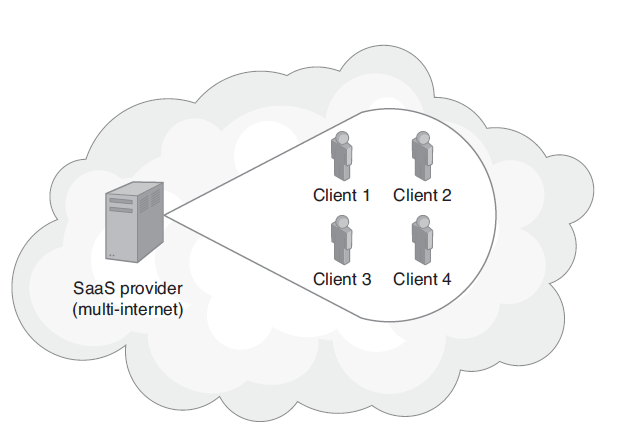 Client 1 Client 2
Client 3 Client 4
SaaS provider
(multi-internet)